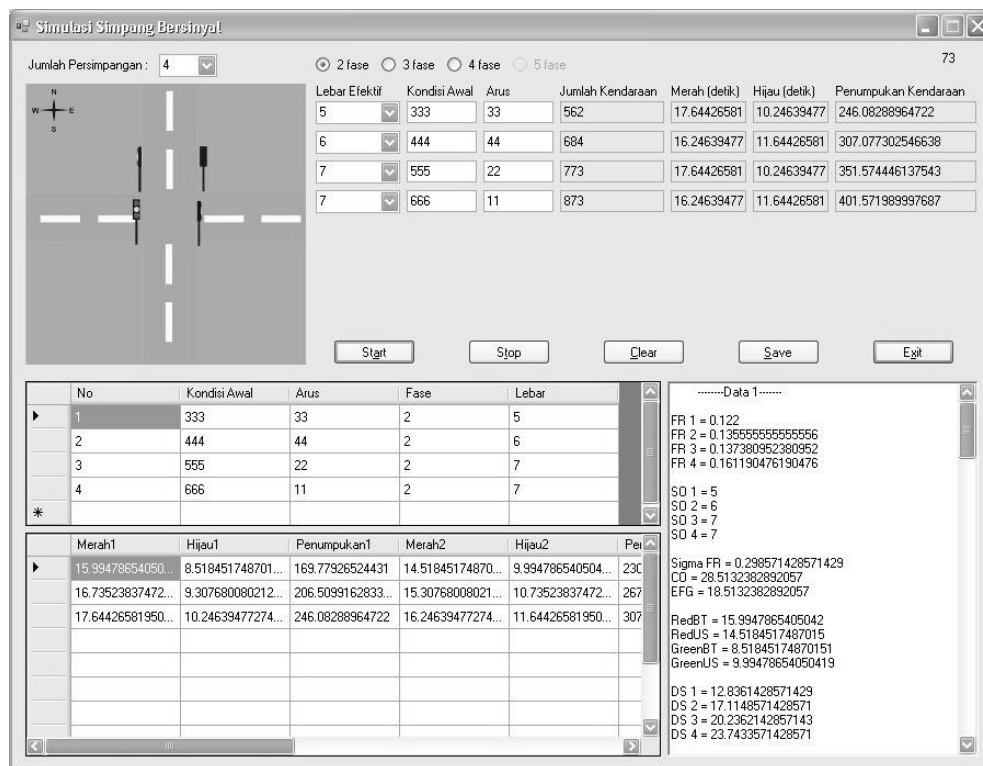 Simulasi Simpang Bersinyal
Jumlah Persimpangan : 4
2 fase 3 fase 4 fase 5 fase
73
N
W E
S
Lebar Efektif Kondisi Awal Arus Jumlah Kendaraan Merah (detik) Hijau (detik) Penumpukan Kendaraan
5 333 33 562 17.64426581 10.24639477 246.08288964722
6 444 44 684 16.24639477 11.64426581 307.077302546638
7 555 22 773 17.64426581 10.24639477 351.574446137543
7 666 11 873 16.24639477 11.64426581 401.571989997687
Start Stop Clear Save Exit
No Kondisi Awal Arus Fase Lebar
1 333 33 2 5
2 444 44 2 6
3 555 22 2 7
4 666 11 2 7
Merah1 Hijau1 Penumpukan1 Merah2 Hijau2
15.99478654050... 8.518451748701... 169.77926524431 14.51845174870... 9.994786540504... 230
16.73523837472... 9.307680080212... 206.5099162833... 15.30768008021... 10.73523837472... 267
17.64426581950... 10.24639477274... 246.08288964722 16.24639477274... 11.64426581950... 307
--------Data 1-------
FR 1 = 0.122
FR 2 = 0.135555555555556
FR 3 = 0.137380952380952
FR 4 = 0.161190476190476
SO 1 = 5
SO 2 = 6
SO 3 = 7
SO 4 = 7
Sigma FR = 0.298571428571429
CO = 28.5132382892057
EFG = 18.5132382892057
RedBT = 15.9947865405042
RedUS = 14.5184517487015
GreenBT = 8.51845174870151
GreenUS = 9.99478654050419
DS 1 = 12.8361428571429
DS 2 = 17.1148571428571
DS 3 = 20.2362142857143
DS 4 = 23.7433571428571